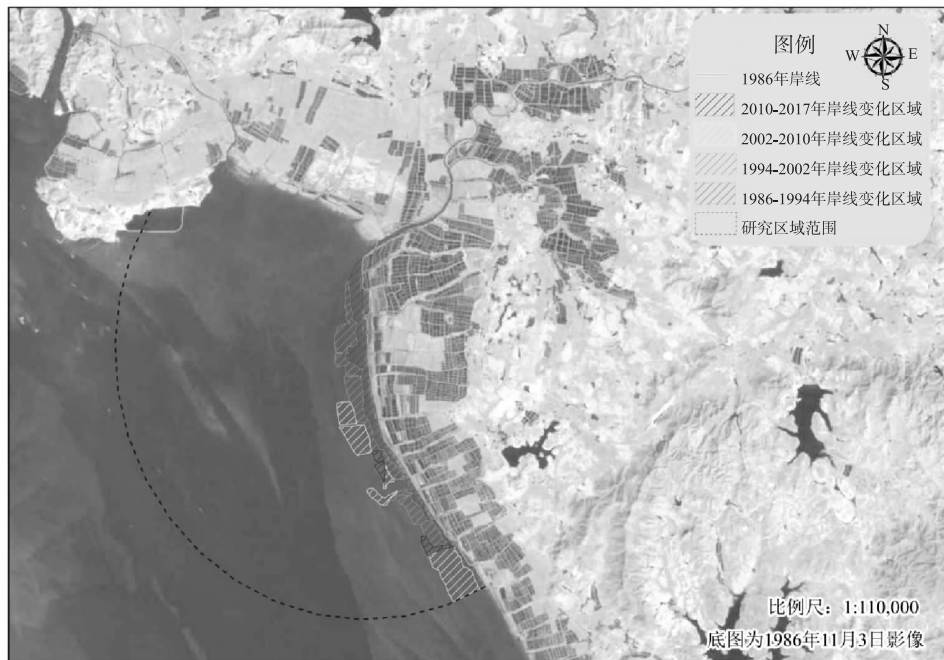 图例
N
W
E
S
1986年岸线
2010-2017年岸线变化区域
2002-2010年岸线变化区域
1994-2002年岸线变化区域
1986-1994年岸线变化区域
研究区域范围
比例尺：1:110,000
底图为1986年11月3日影像